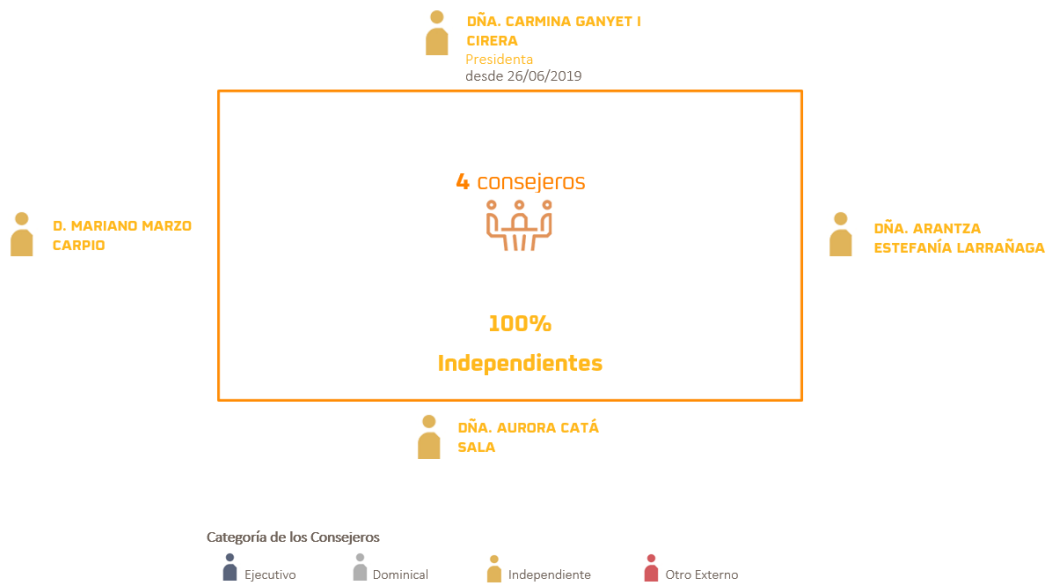 DÑA. CARMINA GANYET I
CIRERA
Presidenta
desde 26/06/2019
4 consejeros
D. MARIANO MARZO
CARPIO
DÑA. ARANTZA
ESTEFANÍA LARRAÑAGA
100%
Independientes
DÑA. AURORA CATÁ
SALA
Categoría de los Consejeros
Ejecutivo
Dominical
Independiente
Otro Externo